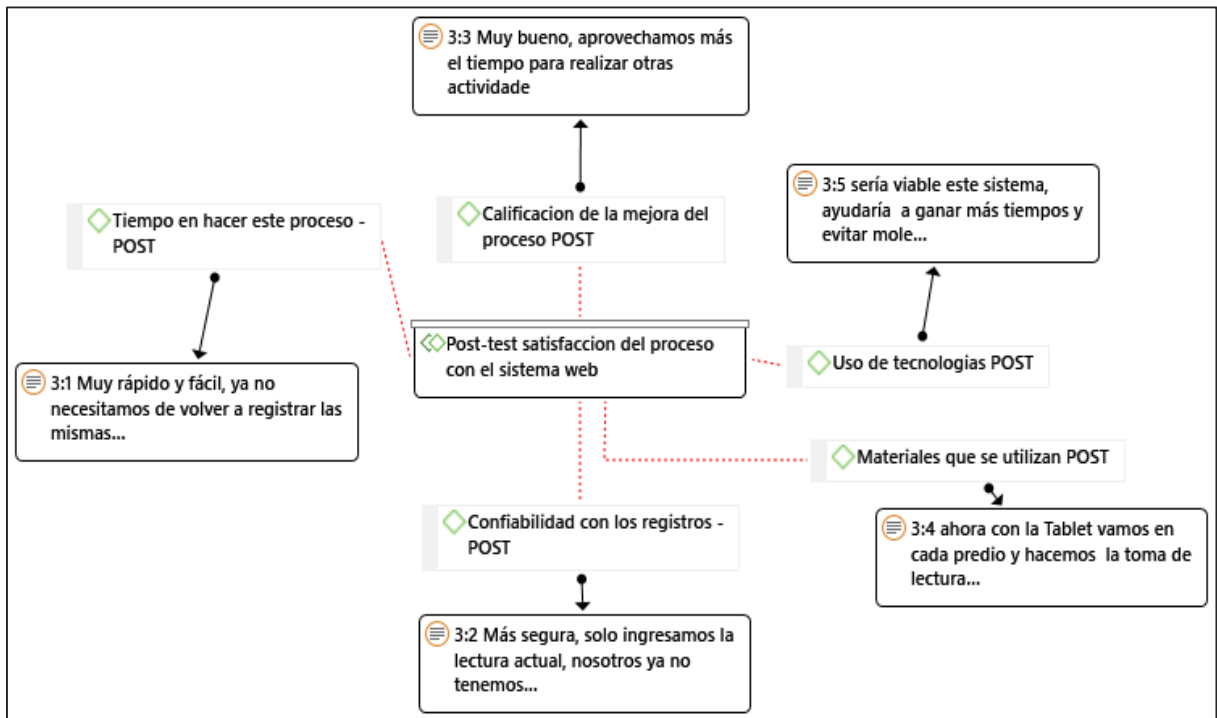 3:3 Muy bueno, aprovechamos más
el tiempo para realizar otras
actividade
3:5 sería viable este sistema,
ayudaría a ganar más tiempos y
evitar mole...
Tiempo en hacer este proceso -
POST
Calificacion de la mejora del
proceso POST
Post-test satisfaccion del proceso
con el sistema web
Uso de tecnologias POST
3:1 Muy rápido y fácil, ya no
necesitamos de volver a registrar las
mismas...
Materiales que se utilizan POST
Confiabilidad con los registros -
POST
3:4 ahora con la Tablet vamos en
cada predio y hacemos la toma de
lectura...
3:2 Más segura, solo ingresamos la
lectura actual, nosotros ya no
tenemos...